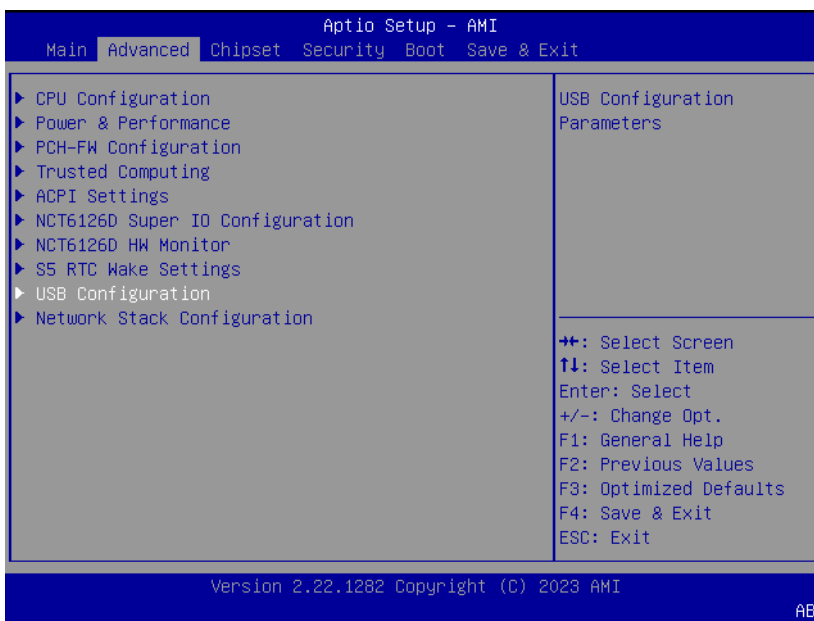 Aptio Setup – AMI
Main Advanced Chipset Security Boot Save & Exit
▶ CPU Configuration
▶ Power & Performance
▶ PCH-FW Configuration
▶ Trusted Computing
▶ ACPI Settings
▶ NCT6126D Super IO Configuration
▶ NCT6126D HW Monitor
▶ S5 RTC Wake Settings
▶ USB Configuration
▶ Network Stack Configuration
USB Configuration
Parameters
→←: Select Screen
↑↓: Select Item
Enter: Select
+/-: Change Opt.
F1: General Help
F2: Previous Values
F3: Optimized Defaults
F4: Save & Exit
ESC: Exit
Version 2.22.1282 Copyright (C) 2023 AMI
AB